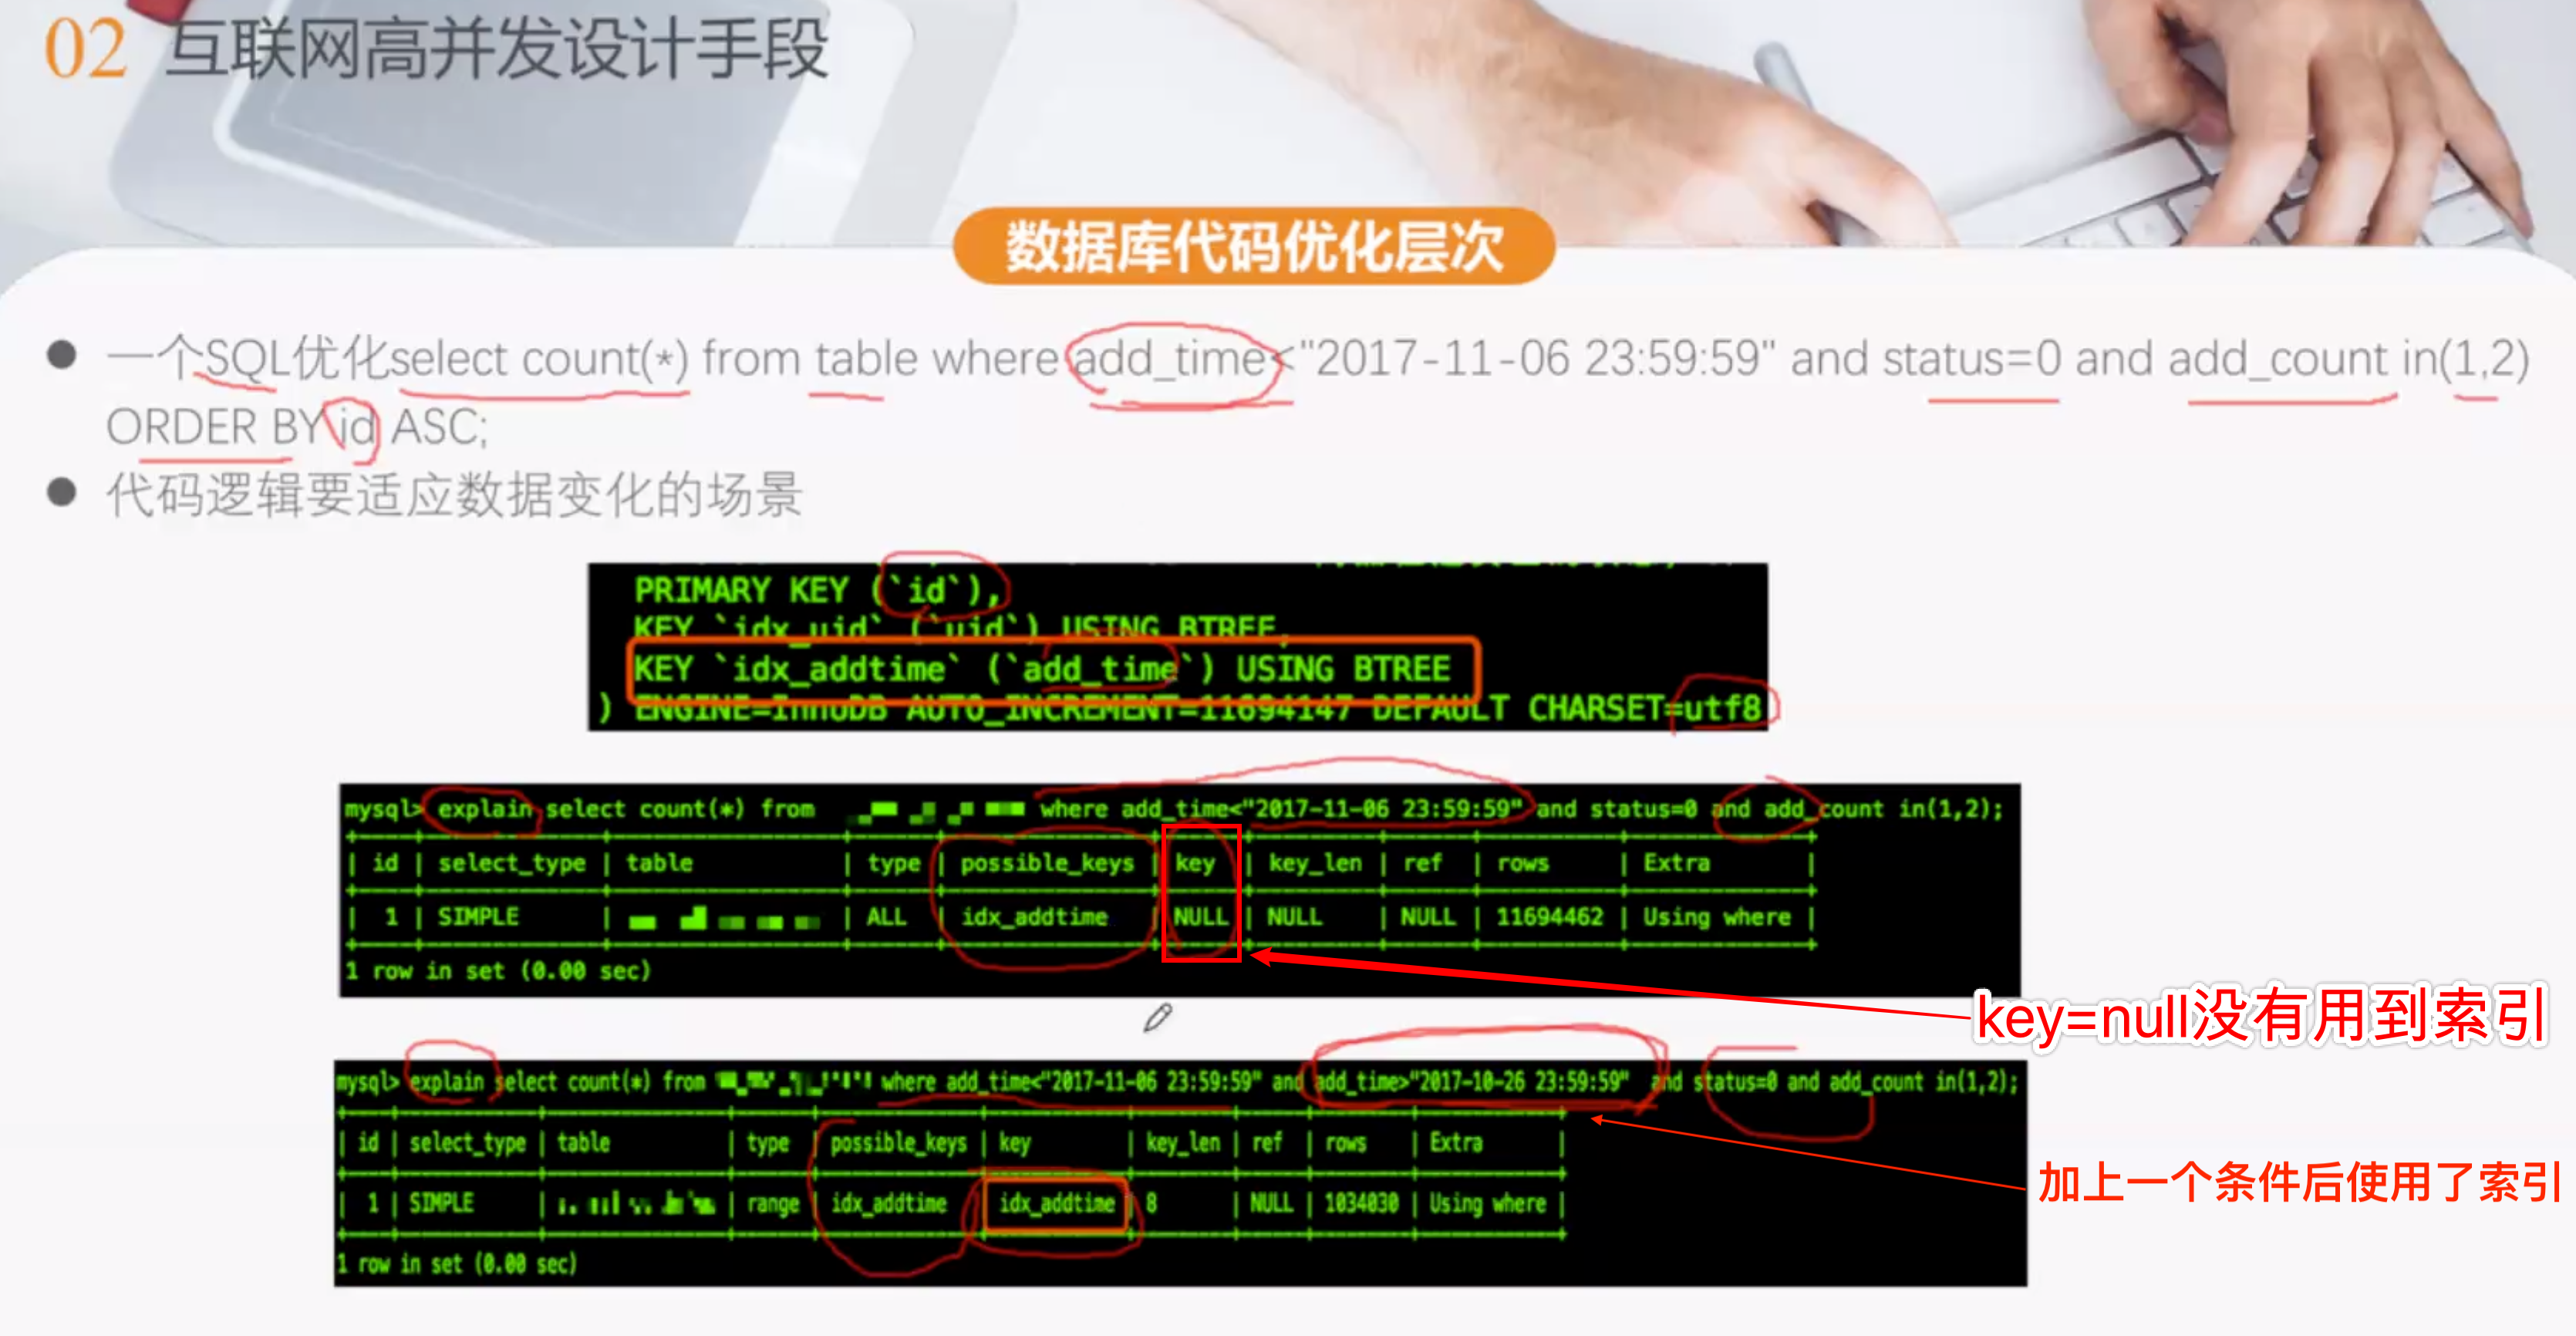 02 互联网高并发设计手段
数据库代码优化层次
● 一个SQL优化select count(*) from table where add_time<"2017-11-06 23:59:59" and status=0 and add_count in(1,2)
ORDER BY id ASC;
● 代码逻辑要适应数据变化的场景
PRIMARY KEY (`id`),
KEY `idx_uid` (`uid`) USING BTREE,
KEY `idx_addtime` (`add_time`) USING BTREE
) ENGINE=InnoDB AUTO_INCREMENT=11694147 DEFAULT CHARSET=utf8
mysql> explain select count(*) from where add_time<"2017-11-06 23:59:59" and status=0 and add_count in(1,2);
| id | select_type | table | type | possible_keys | key | key_len | ref | rows | Extra |
| 1 | SIMPLE | | ALL | idx_addtime | NULL | NULL | NULL | 11694462 | Using where |
1 row in set (0.00 sec)
key=null没有用到索引
mysql> explain select count(*) from where add_time<"2017-11-06 23:59:59" and add_time>"2017-10-26 23:59:59" and status=0 and add_count in(1,2);
| id | select_type | table | type | possible_keys | key | key_len | ref | rows | Extra |
加上一个条件后使用了索引
| 1 | SIMPLE | | range | idx_addtime | idx_addtime | 8 | NULL | 1034030 | Using where |
1 row in set (0.00 sec)